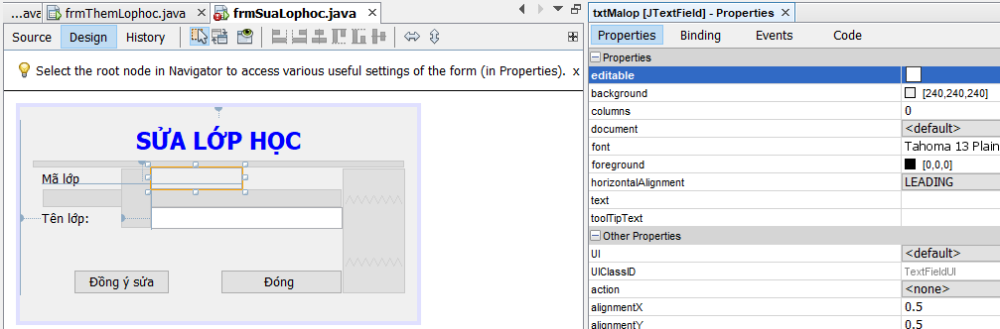 ...ava frmThemLophoc.java frmSuaLophoc.java
Source Design History
Select the root node in Navigator to access various useful settings of the form (in Properties). x
SỬA LỚP HỌC
Mã lớp
Tên lớp:
Đồng ý sửa Đóng
txtMalop [JTextField] - Properties
Properties Binding Events Code
Properties
editable
background [240,240,240]
columns 0
document <default>
font Tahoma 13 Plain
foreground [0,0,0]
horizontalAlignment LEADING
text
toolTipText
Other Properties
UI <default>
UIClassID TextFieldUI
action <none>
alignmentX 0.5
alignmentY 0.5